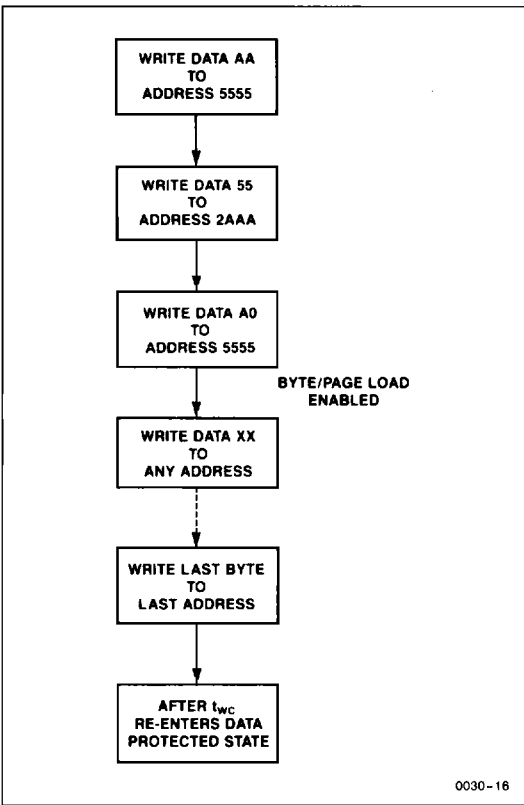 WRITE DATA AA
TO
ADDRESS 5555
WRITE DATA 55
TO
ADDRESS 2AAA
WRITE DATA A0
TO
ADDRESS 5555
BYTE/PAGE LOAD
ENABLED
WRITE DATA XX
TO
ANY ADDRESS
WRITE LAST BYTE
TO
LAST ADDRESS
AFTER tWC
RE-ENTERS DATA
PROTECTED STATE
0030-16